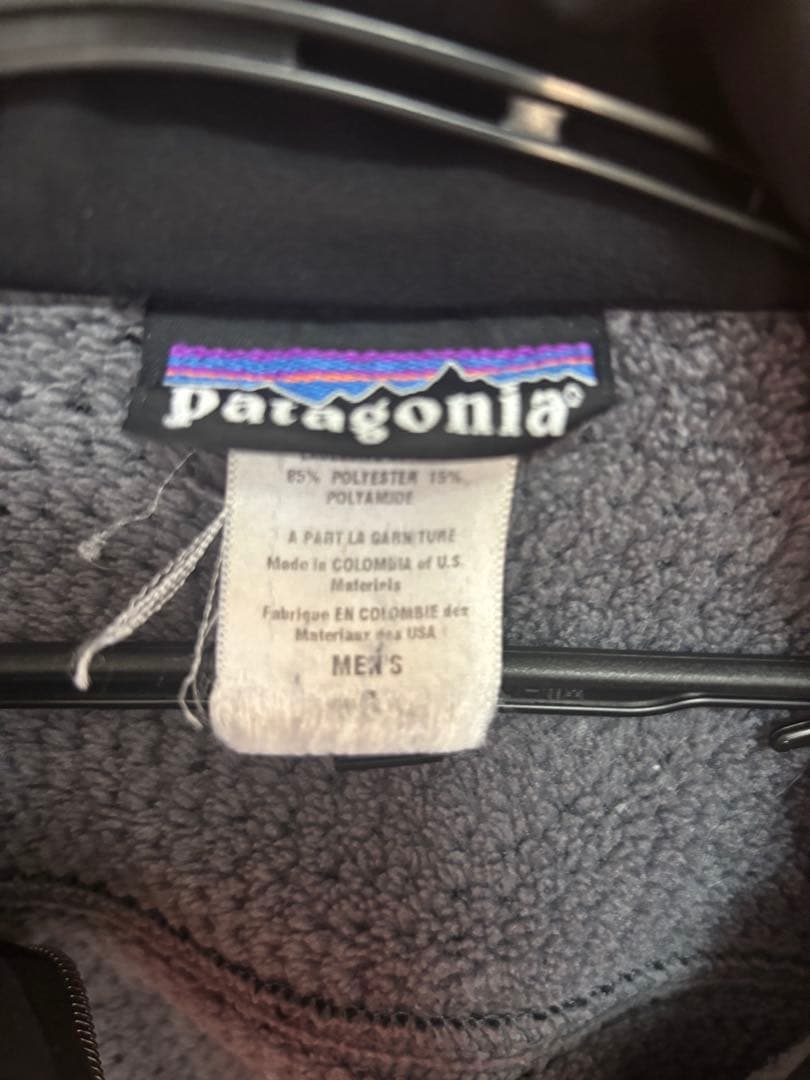 patagonia®
85% POLYESTER 15%
POLYAMIDE
A PART LA GARNITURE
Made in COLOMBIA of U.S.
Materials
Fabrique EN COLOMBIE des
Materiaux des USA
MEN'S